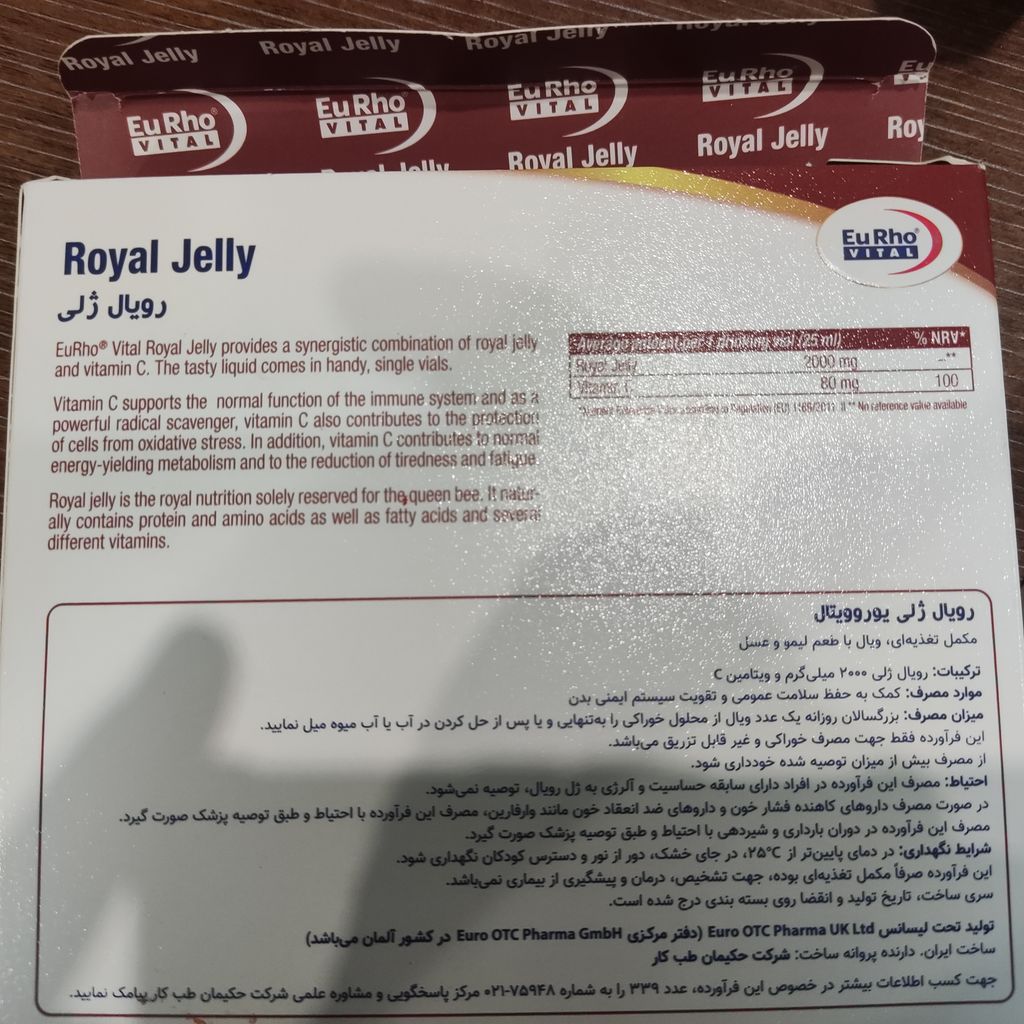 Royal Jelly
Royal Jelly
Royal Jelly
EuRho®
VITAL
EuRho
VITAL
EuRho
VITAL
EuRho
VITAL
Eu
Royal Jelly
Royal Jelly
Roy
EuRho®
VITAL
Royal Jelly
رویال ژلی
EuRho® Vital Royal Jelly provides a synergistic combination of royal jelly
and vitamin C. The tasty liquid comes in handy, single vials.
Vitamin C supports the normal function of the immune system and as a
powerful radical scavenger, vitamin C also contributes to the protection
of cells from oxidative stress. In addition, vitamin C contributes to normal
energy-yielding metabolism and to the reduction of tiredness and fatigue
Royal jelly is the royal nutrition solely reserved for the queen bee. It natur-
ally contains protein and amino acids as well as fatty acids and several
different vitamins.
(25 ml) % NRV*
Royal Jelly 2000 mg –**
Vitamin C 80 mg 100
** No reference value available
رویال ژلی یوروویتال
مکمل تغذیه‌ای، ویال با طعم لیمو و عسل
ترکیبات: رویال ژلی ۲۰۰۰ میلی‌گرم و ویتامین C
موارد مصرف: کمک به حفظ سلامت عمومی و تقویت سیستم ایمنی بدن
میزان مصرف: بزرگسالان روزانه یک عدد ویال از محلول خوراکی را به‌تنهایی و یا پس از حل کردن در آب یا آب میوه میل نمایید.
این فرآورده فقط جهت مصرف خوراکی و غیر قابل تزریق می‌باشد.
از مصرف بیش از میزان توصیه شده خودداری شود.
احتیاط: مصرف این فرآورده در افراد دارای سابقه حساسیت و آلرژی به ژل رویال، توصیه نمی‌شود.
در صورت مصرف داروهای کاهنده فشار خون و داروهای ضد انعقاد خون مانند وارفارین، مصرف این فرآورده با احتیاط و طبق توصیه پزشک صورت گیرد.
مصرف این فرآورده در دوران بارداری و شیردهی با احتیاط و طبق توصیه پزشک صورت گیرد.
شرایط نگهداری: در دمای پایین‌تر از ۲۵°C، در جای خشک، دور از نور و دسترس کودکان نگهداری شود.
این فرآورده صرفاً مکمل تغذیه‌ای بوده، جهت تشخیص، درمان و پیشگیری از بیماری نمی‌باشد.
سری ساخت، تاریخ تولید و انقضا روی بسته بندی درج شده است.
تولید تحت لیسانس Euro OTC Pharma UK Ltd (دفتر مرکزی Euro OTC Pharma GmbH در کشور آلمان می‌باشد)
ساخت ایران. دارنده پروانه ساخت: شرکت حکیمان طب کار
جهت کسب اطلاعات بیشتر در خصوص این فرآورده، عدد ۳۳۹ را به شماره ۷۵۹۴۸-۰۲۱ مرکز پاسخگویی و مشاوره علمی شرکت حکیمان طب کار پیامک نمایید.